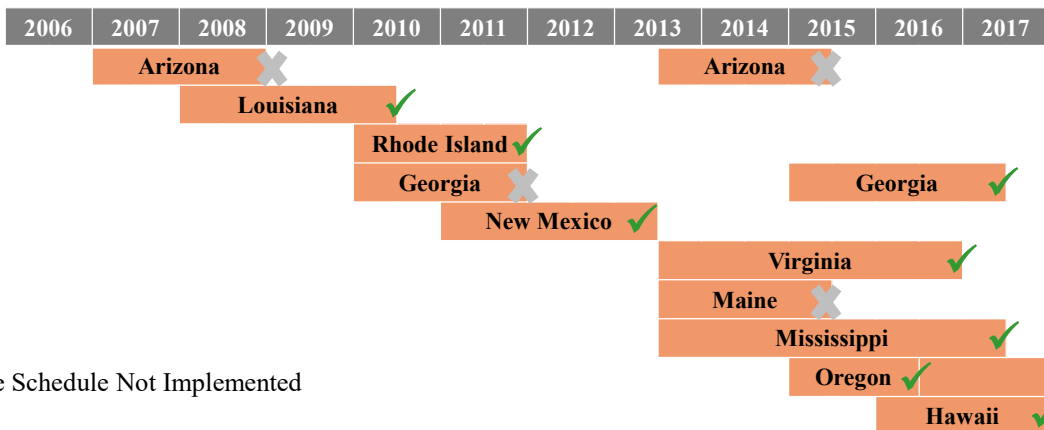 2006 2007 2008 2009 2010 2011 2012 2013 2014 2015 2016 2017
Arizona Arizona
Louisiana
Rhode Island
Georgia Georgia
New Mexico
Virginia
Maine
Mississippi
Schedule Not Implemented
Oregon
Hawaii